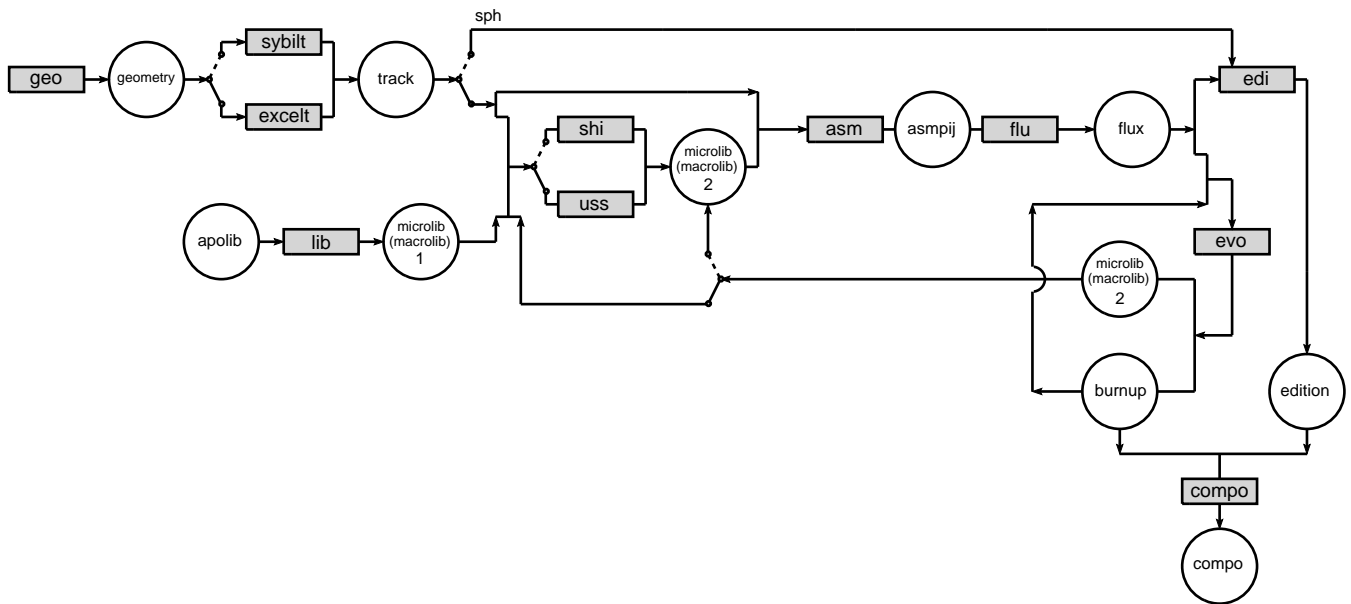 sph
geo
geometry
sybilt
excelt
track
shi
uss
microlib
(macrolib)
2
asm
asmpij
flu
flux
edi
apolib
lib
microlib
(macrolib)
1
evo
microlib
(macrolib)
2
burnup
edition
compo
compo